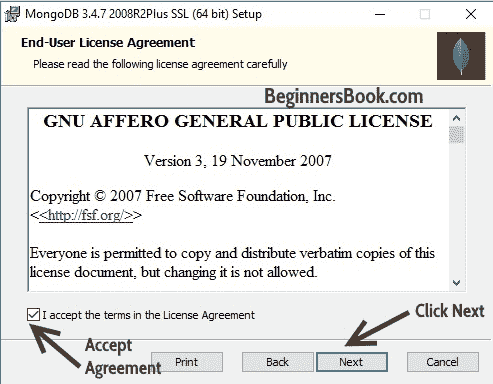 MongoDB 3.4.7 2008R2Plus SSL (64 bit) Setup
End-User License Agreement
Please read the following license agreement carefully
BeginnersBook.com
GNU AFFERO GENERAL PUBLIC LICENSE
Version 3, 19 November 2007
Copyright © 2007 Free Software Foundation, Inc.
<<http://fsf.org/>>
Everyone is permitted to copy and distribute verbatim copies of this
license document, but changing it is not allowed.
I accept the terms in the License Agreement
Click Next
Accept
Agreement
Print
Back
Next
Cancel